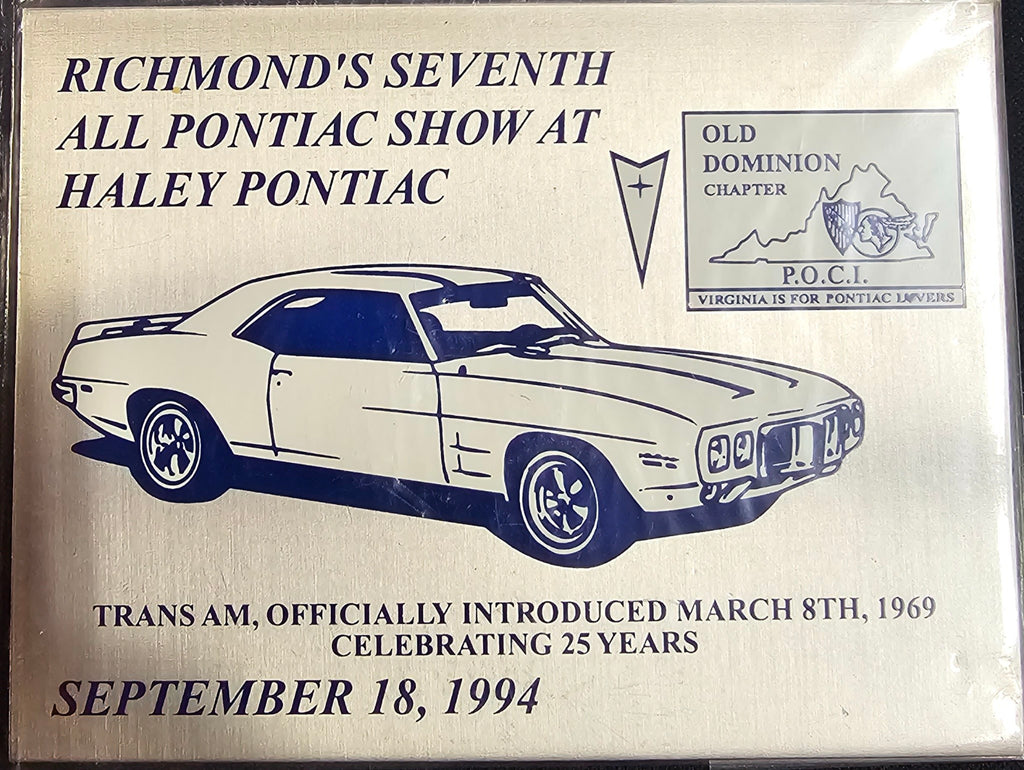 RICHMOND'S SEVENTH
ALL PONTIAC SHOW AT
HALEY PONTIAC
OLD
DOMINION
CHAPTER
P.O.C.I.
VIRGINIA IS FOR PONTIAC LOVERS
TRANS AM, OFFICIALLY INTRODUCED MARCH 8TH, 1969
CELEBRATING 25 YEARS
SEPTEMBER 18, 1994